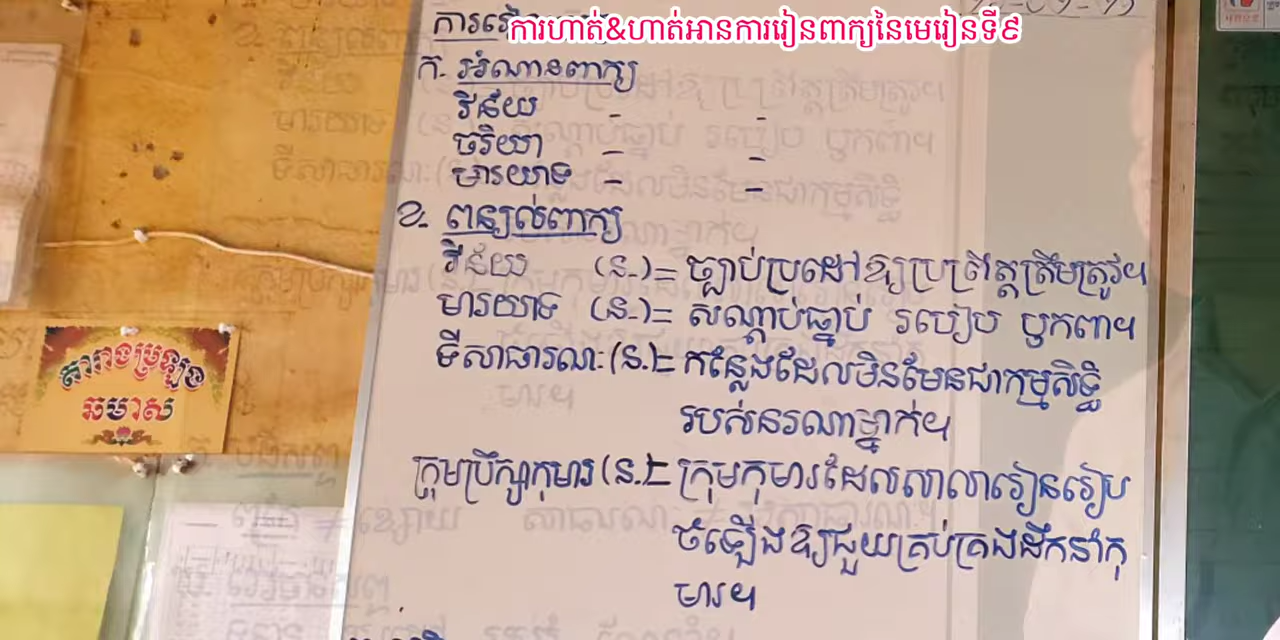 ការហាត់&ហាត់អានការរៀនពាក្យនៃមេរៀនទី៩
ក. អំណានពាក្យ
វិន័យ - -
ចរិយា - -
មារយាទ - -
ខ. ពន្យល់ពាក្យ
វិន័យ (ន.)= ច្បាប់ប្រដៅឱ្យប្រព្រឹត្តត្រឹមត្រូវ។
មារយាទ (ន.)= សណ្ដាប់ធ្នាប់ របៀប ឫកពា។
ទីសាធារណៈ (ន.)= កន្លែងដែលមិនមែនជាកម្មសិទ្ធិ
របស់នរណាម្នាក់។
ក្រុមប្រឹក្សាកុមារ (ន.)= ក្រុមកុមារដែលសាលារៀនរៀប
ចំឡើងឱ្យជួយគ្រប់គ្រងដឹកនាំកុ
មារ។
តារាងប្រឡង
ឆមាស